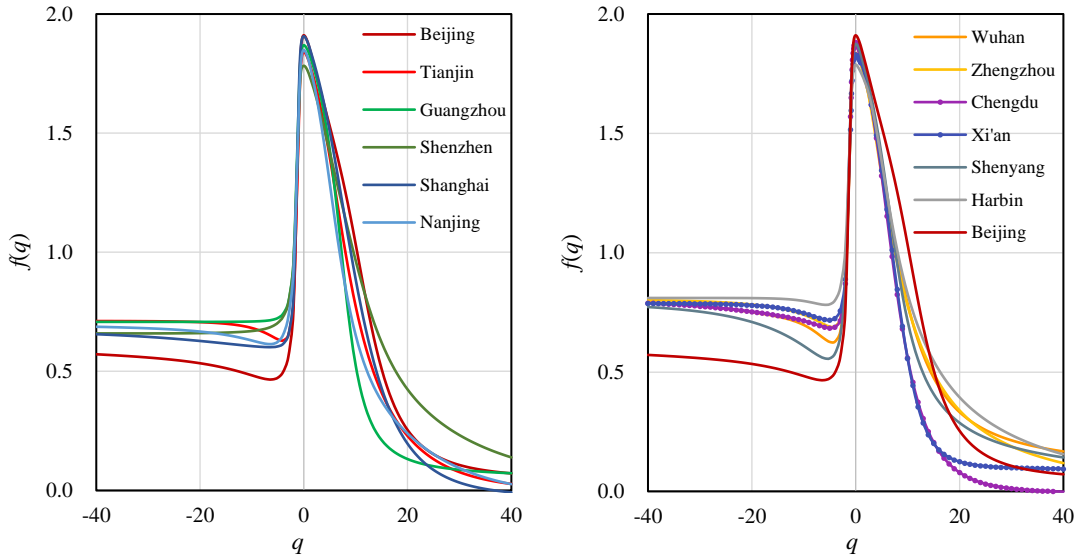 2.0
1.5
1.0
0.5
0.0
f(q)
-40
-20
0
20
40
q
Beijing
Tianjin
Guangzhou
Shenzhen
Shanghai
Nanjing
2.0
1.5
1.0
0.5
0.0
f(q)
-40
-20
0
20
40
q
Wuhan
Zhengzhou
Chengdu
Xi'an
Shenyang
Harbin
Beijing